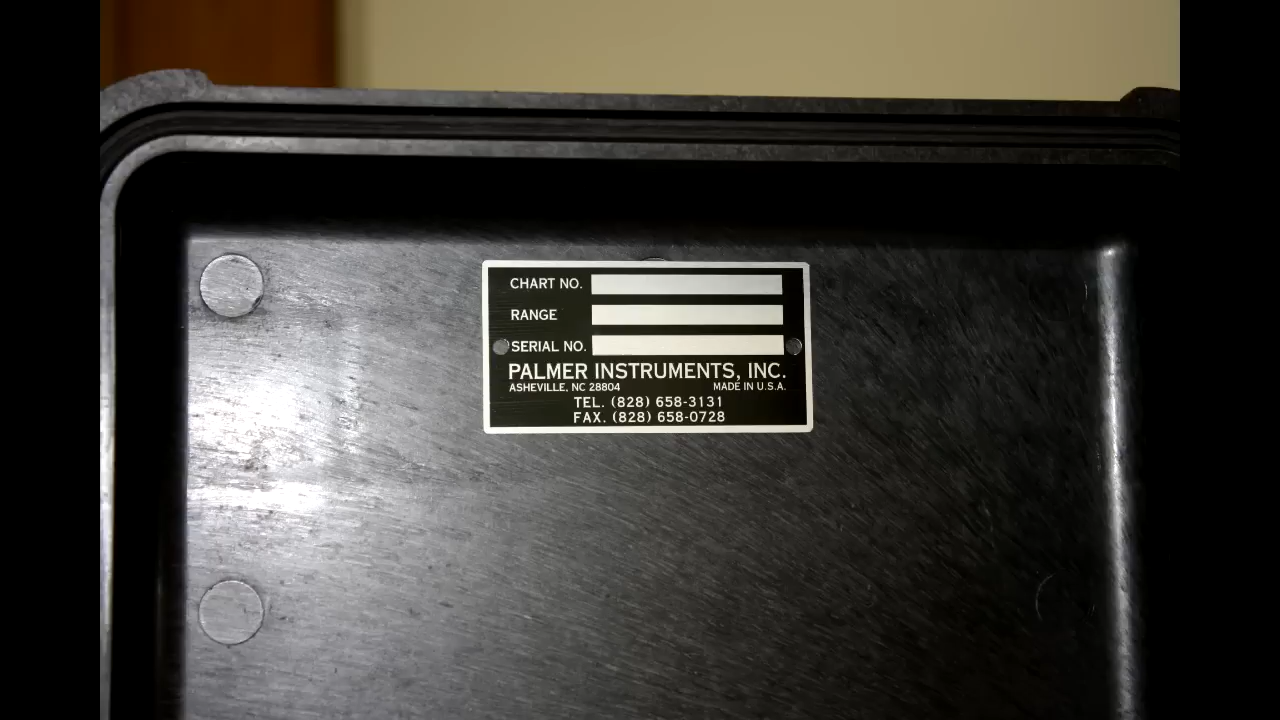 CHART NO.
RANGE
SERIAL NO.
PALMER INSTRUMENTS, INC.
ASHEVILLE, NC 28804 MADE IN U.S.A.
TEL. (828) 658-3131
FAX. (828) 658-0728